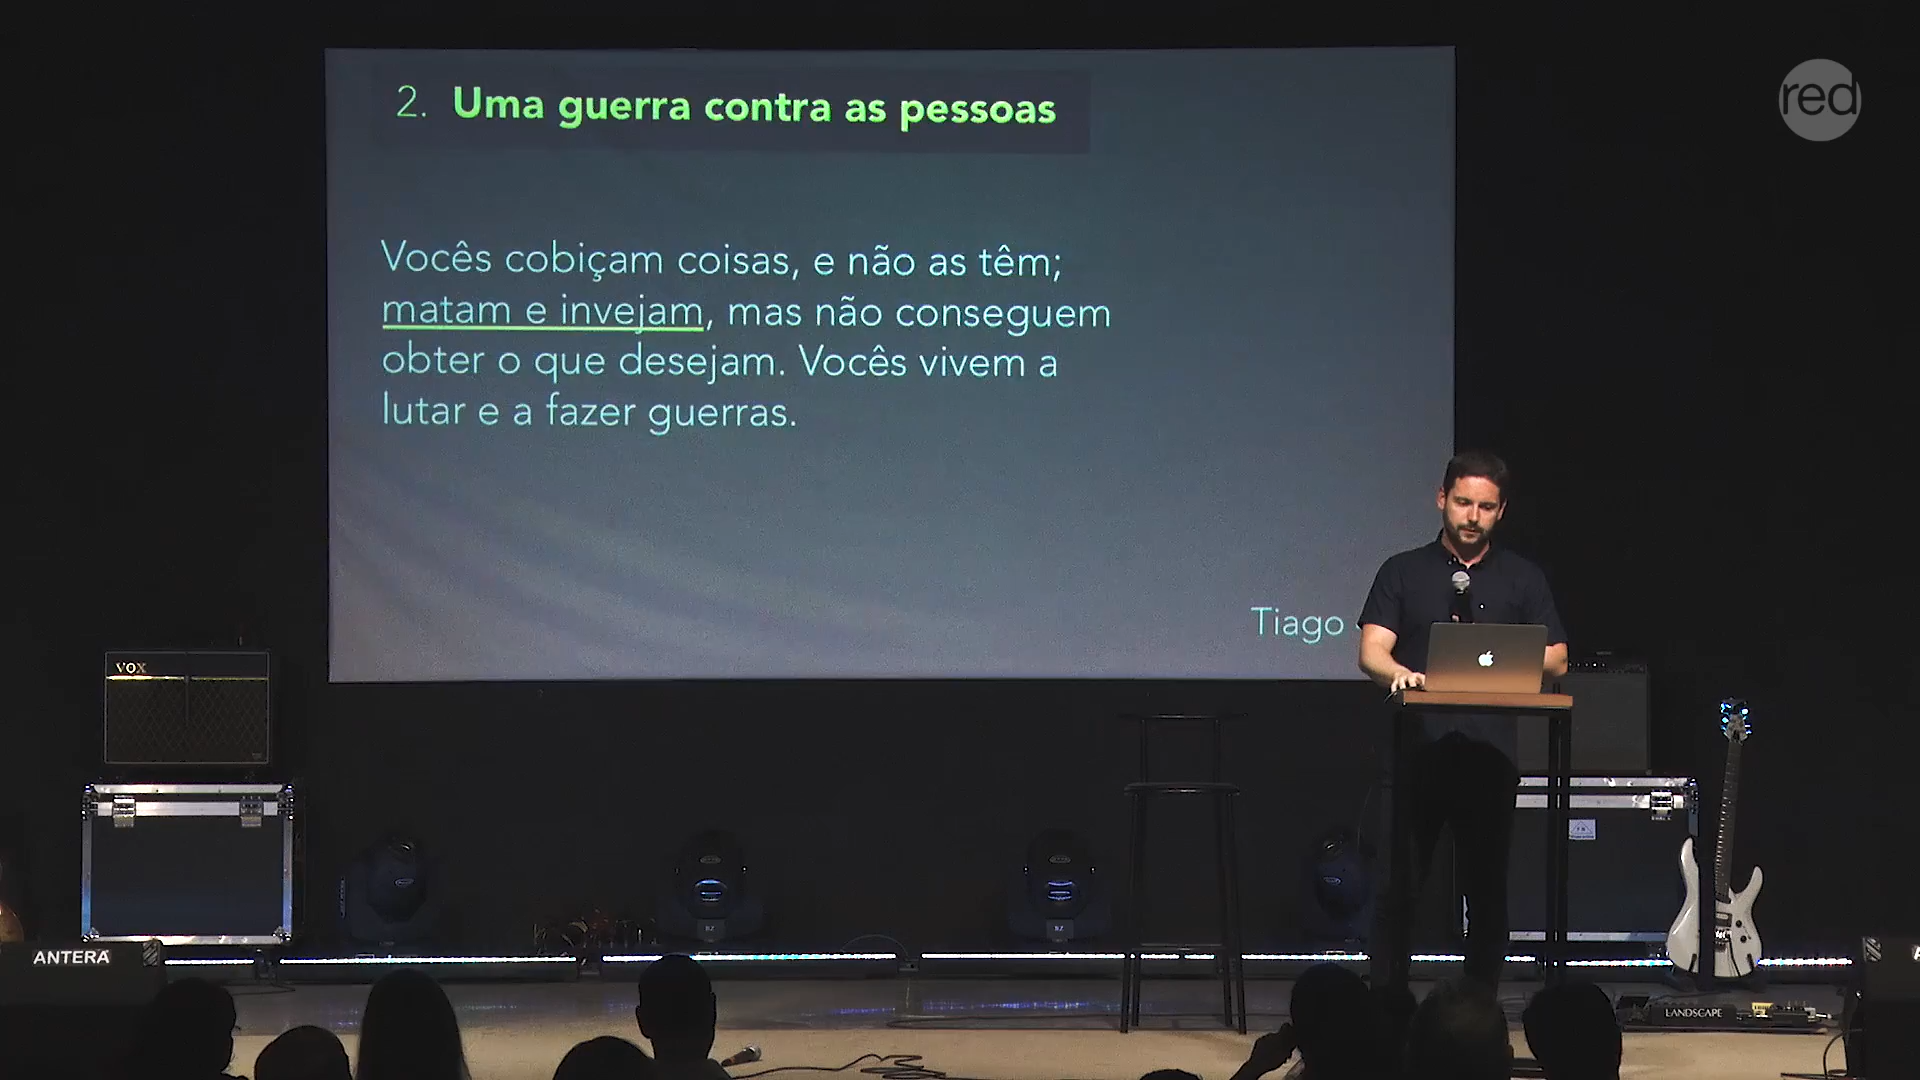 red
2. Uma guerra contra as pessoas
Vocês cobiçam coisas, e não as têm;
matam e invejam, mas não conseguem
obter o que desejam. Vocês vivem a
lutar e a fazer guerras.
Tiago
VOX
ANTERA
LANDSCAPE